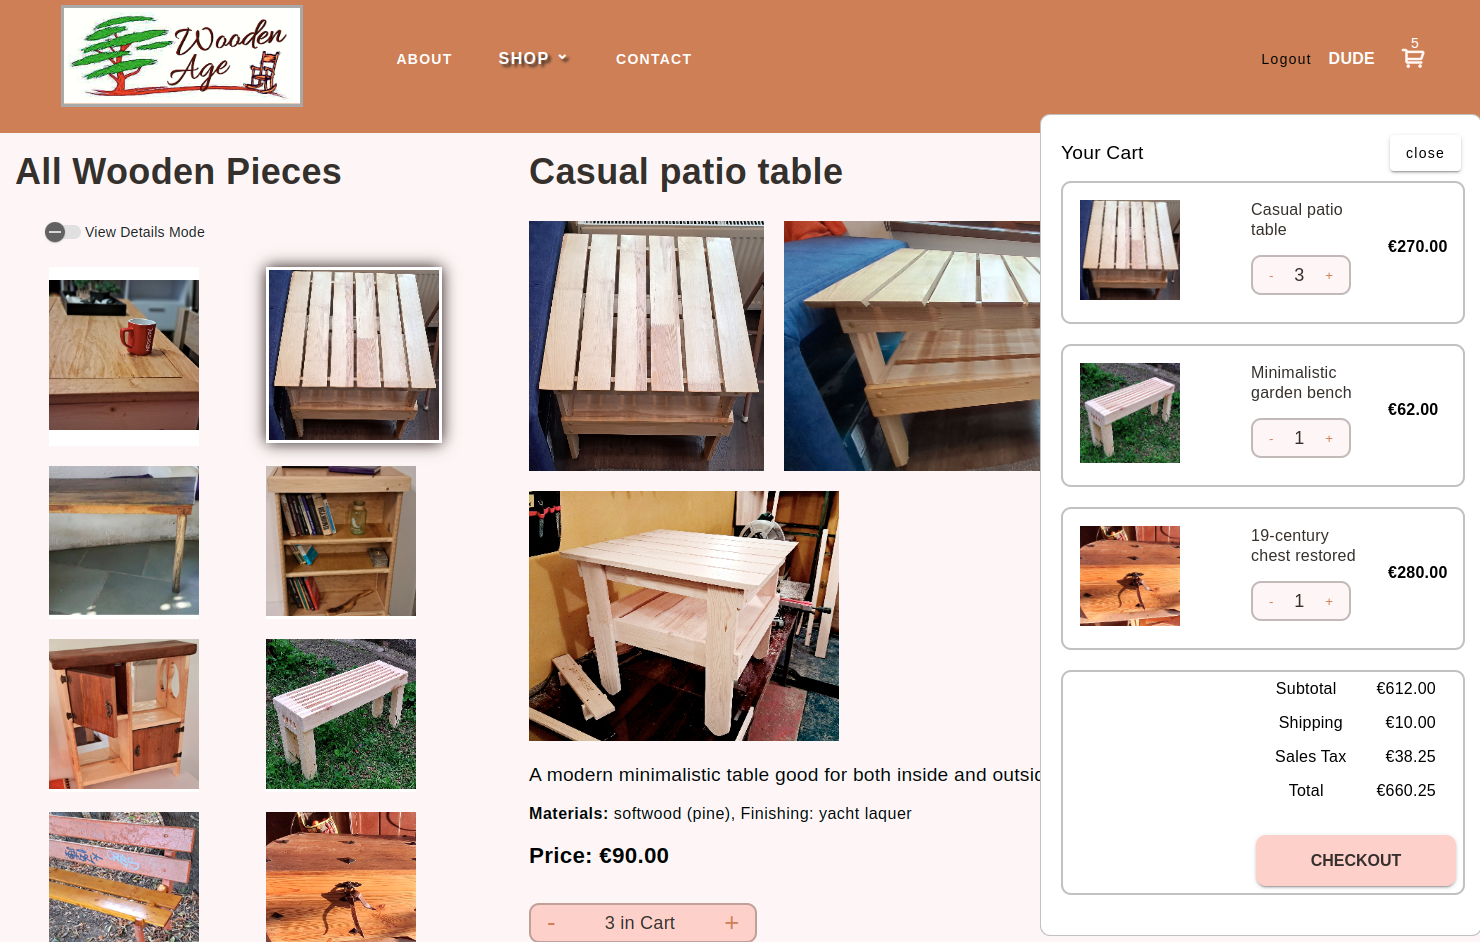 Wooden
Age
ABOUT
SHOP
CONTACT
Logout
DUDE
5
All Wooden Pieces
View Details Mode
Casual patio table
A modern minimalistic table good for both inside and outsid
Materials: softwood (pine), Finishing: yacht laquer
Price: €90.00
- 3 in Cart +
Your Cart
close
Casual patio
table
€270.00
- 3 +
Minimalistic
garden bench
€62.00
- 1 +
19-century
chest restored
€280.00
- 1 +
Subtotal €612.00
Shipping €10.00
Sales Tax €38.25
Total €660.25
CHECKOUT